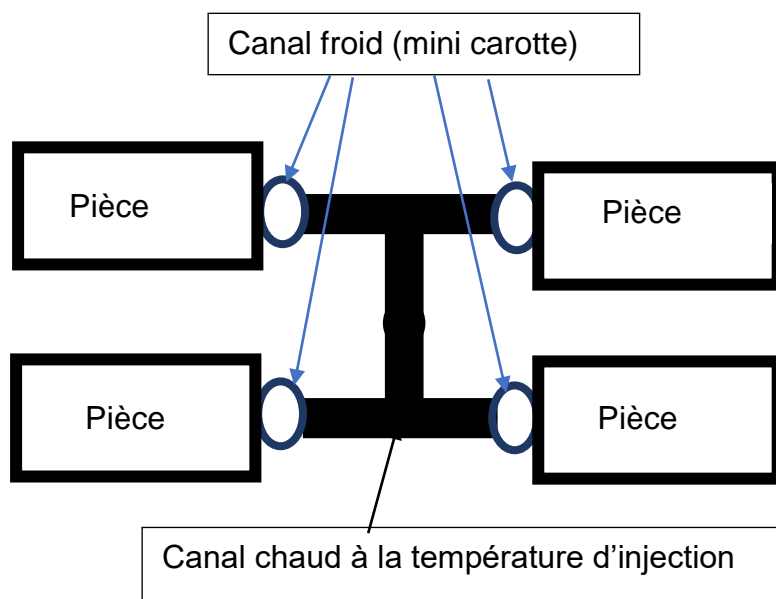 Canal froid (mini carotte)
Pièce
Pièce
Pièce
Pièce
Canal chaud à la température d’injection